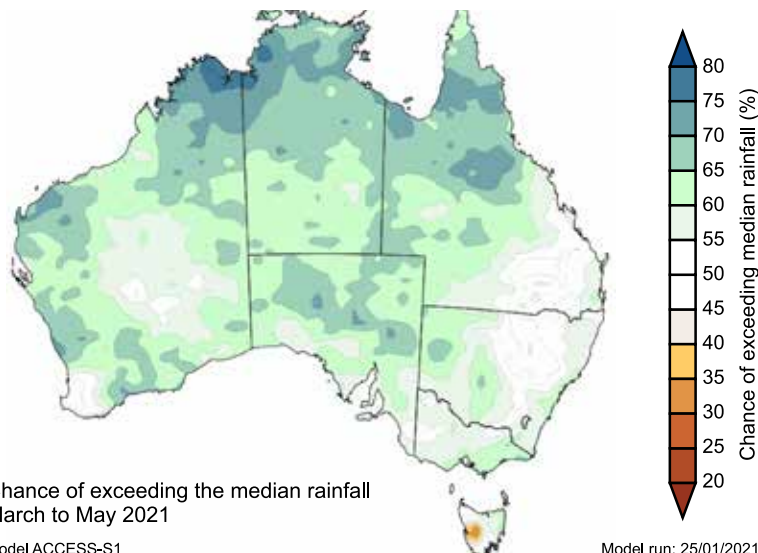 80
75
70
65
60
55
50
45
40
35
30
25
20
Chance of exceeding median rainfall (%)
hance of exceeding the median rainfall
arch to May 2021
odel ACCESS-S1
Model run: 25/01/2021